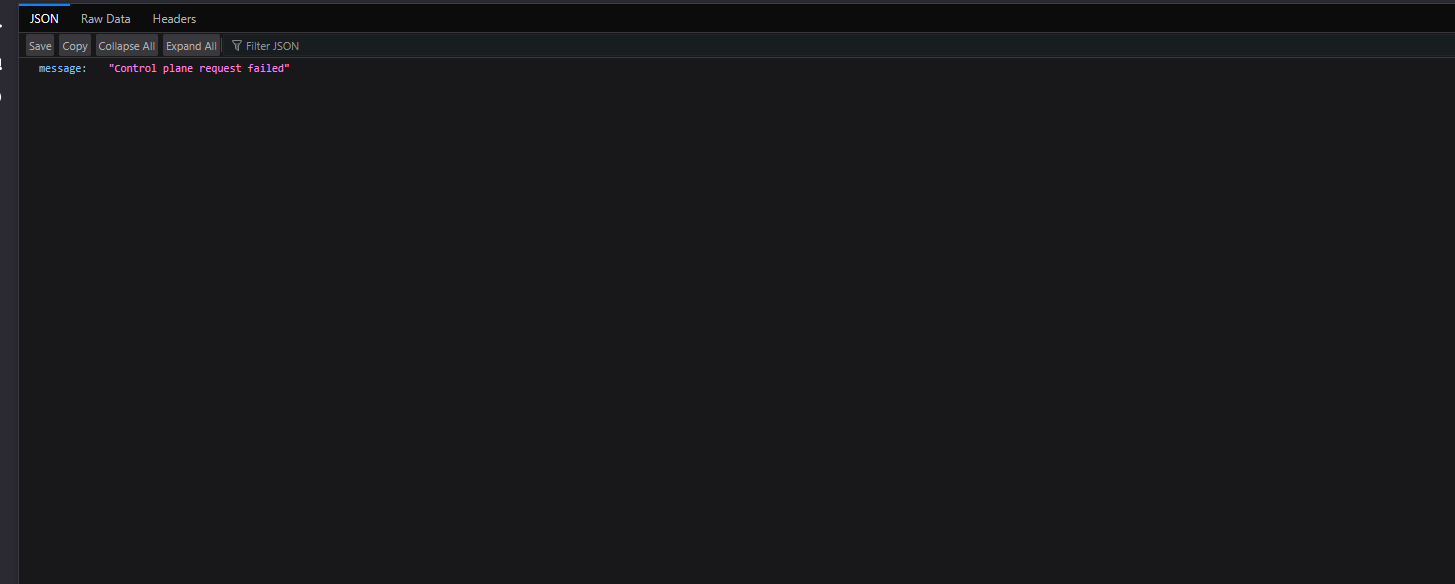 JSON Raw Data Headers
Save Copy Collapse All Expand All Filter JSON
message: "Control plane request failed"